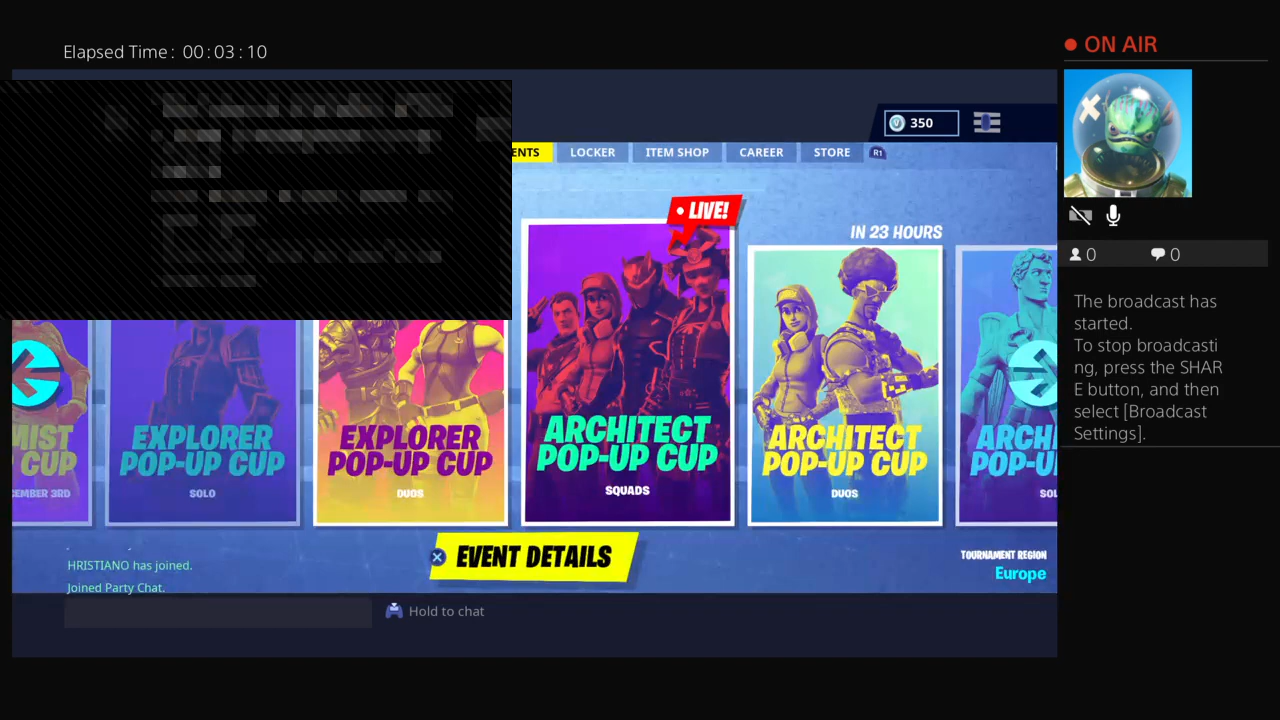 Elapsed Time: 00:03:10
ON AIR
350
ENTS
LOCKER
ITEM SHOP
CAREER
STORE
R1
LIVE!
IN 23 HOURS
MIST
CUP
EMBER 3RD
EXPLORER
POP-UP CUP
SOLO
EXPLORER
POP-UP CUP
DUOS
ARCHITECT
POP-UP CUP
SQUADS
ARCHITECT
POP-UP CUP
DUOS
ARCHI
POP-U
SOL
EVENT DETAILS
TOURNAMENT REGION
Europe
HRISTIANO has joined.
Joined Party Chat.
Hold to chat
0
0
The broadcast has
started.
To stop broadcasti
ng, press the SHAR
E button, and then
select [Broadcast
Settings].